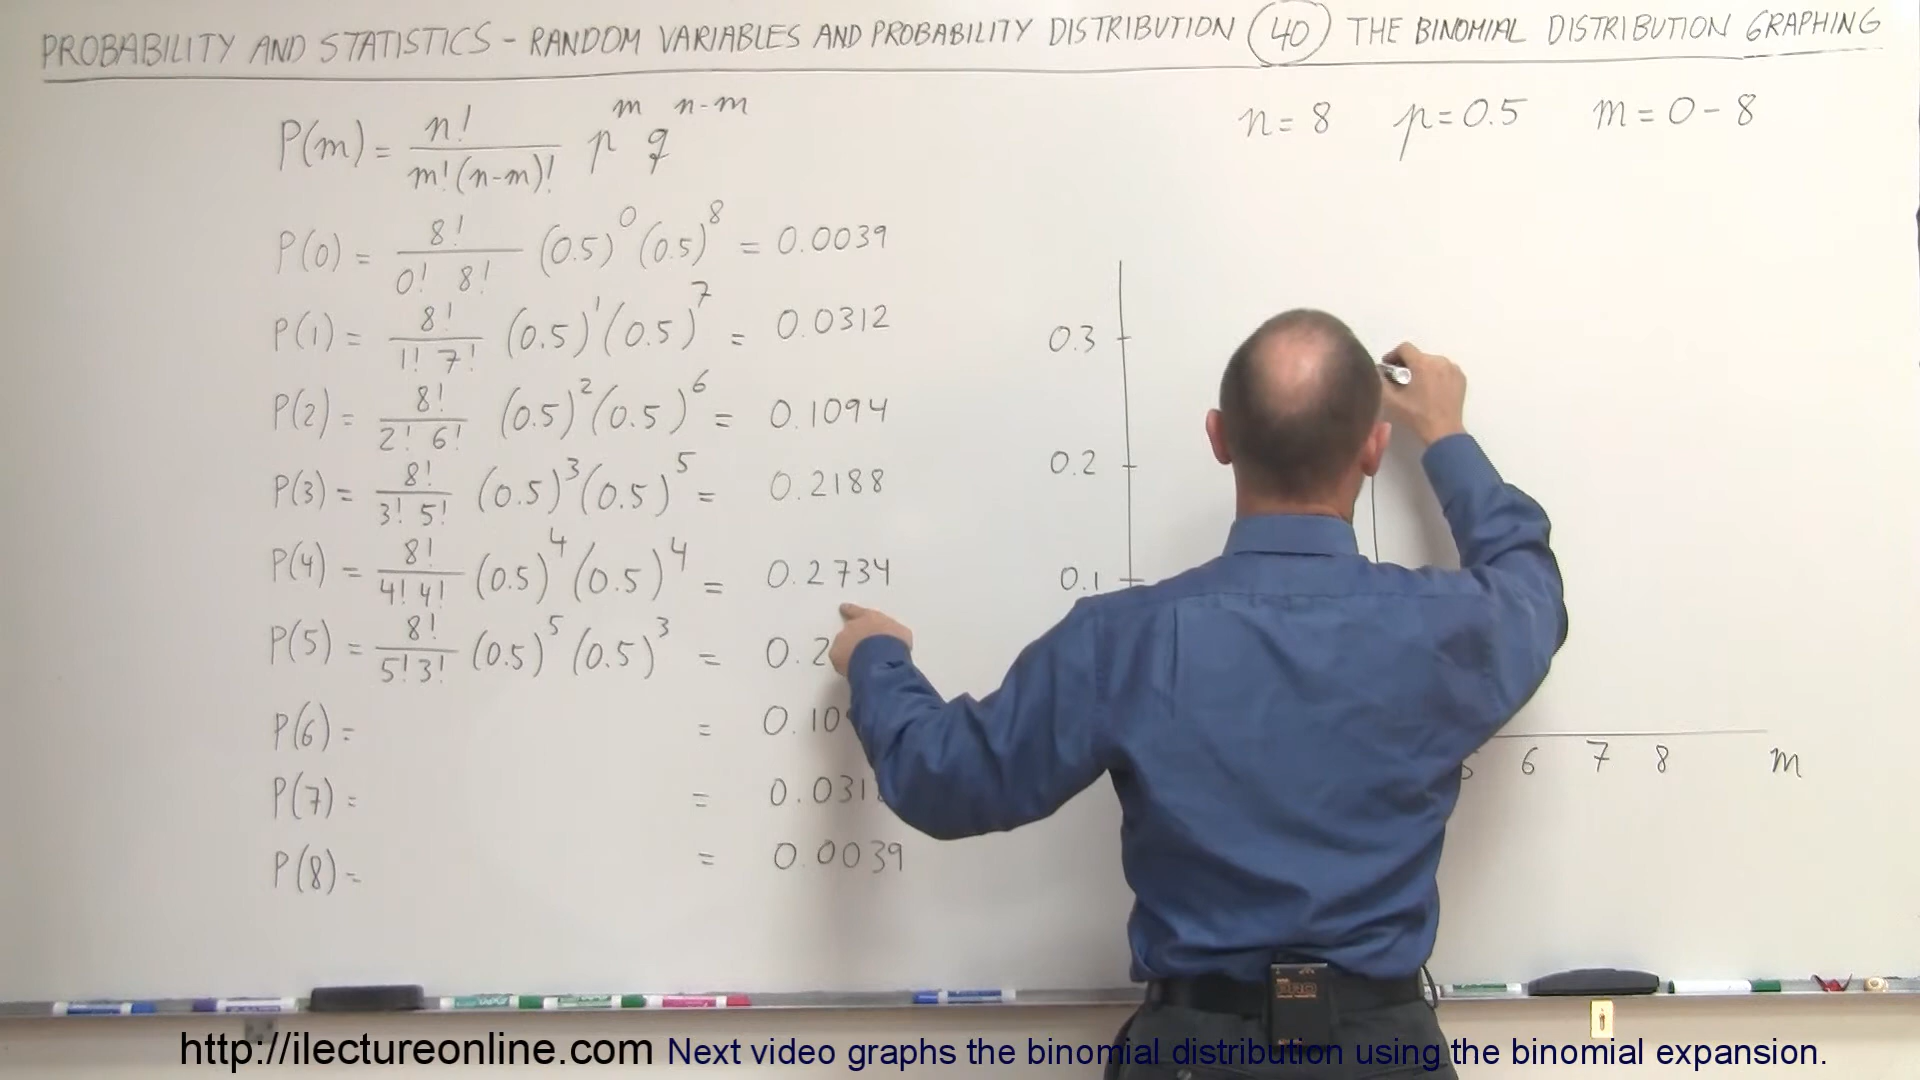 PROBABILITY AND STATISTICS - RANDOM VARIABLES AND PROBABILITY DISTRIBUTION (40) THE BINOMIAL DISTRIBUTION GRAPHING
P(m) = n! / m!(n-m)! p^m q^n-m
n = 8 p = 0.5 m = 0 - 8
P(0) = 8! / 0! 8! (0.5)^0 (0.5)^8 = 0.0039
P(1) = 8! / 1! 7! (0.5)^1 (0.5)^7 = 0.0312
P(2) = 8! / 2! 6! (0.5)^2 (0.5)^6 = 0.1094
P(3) = 8! / 3! 5! (0.5)^3 (0.5)^5 = 0.2188
P(4) = 8! / 4! 4! (0.5)^4 (0.5)^4 = 0.2734
P(5) = 8! / 5! 3! (0.5)^5 (0.5)^3 = 0.2
P(6) = = 0.10
P(7) = = 0.031
P(8) = = 0.0039
0.3
0.2
0.1
6 7 8 m
http://ilectureonline.com Next video graphs the binomial distribution using the binomial expansion.